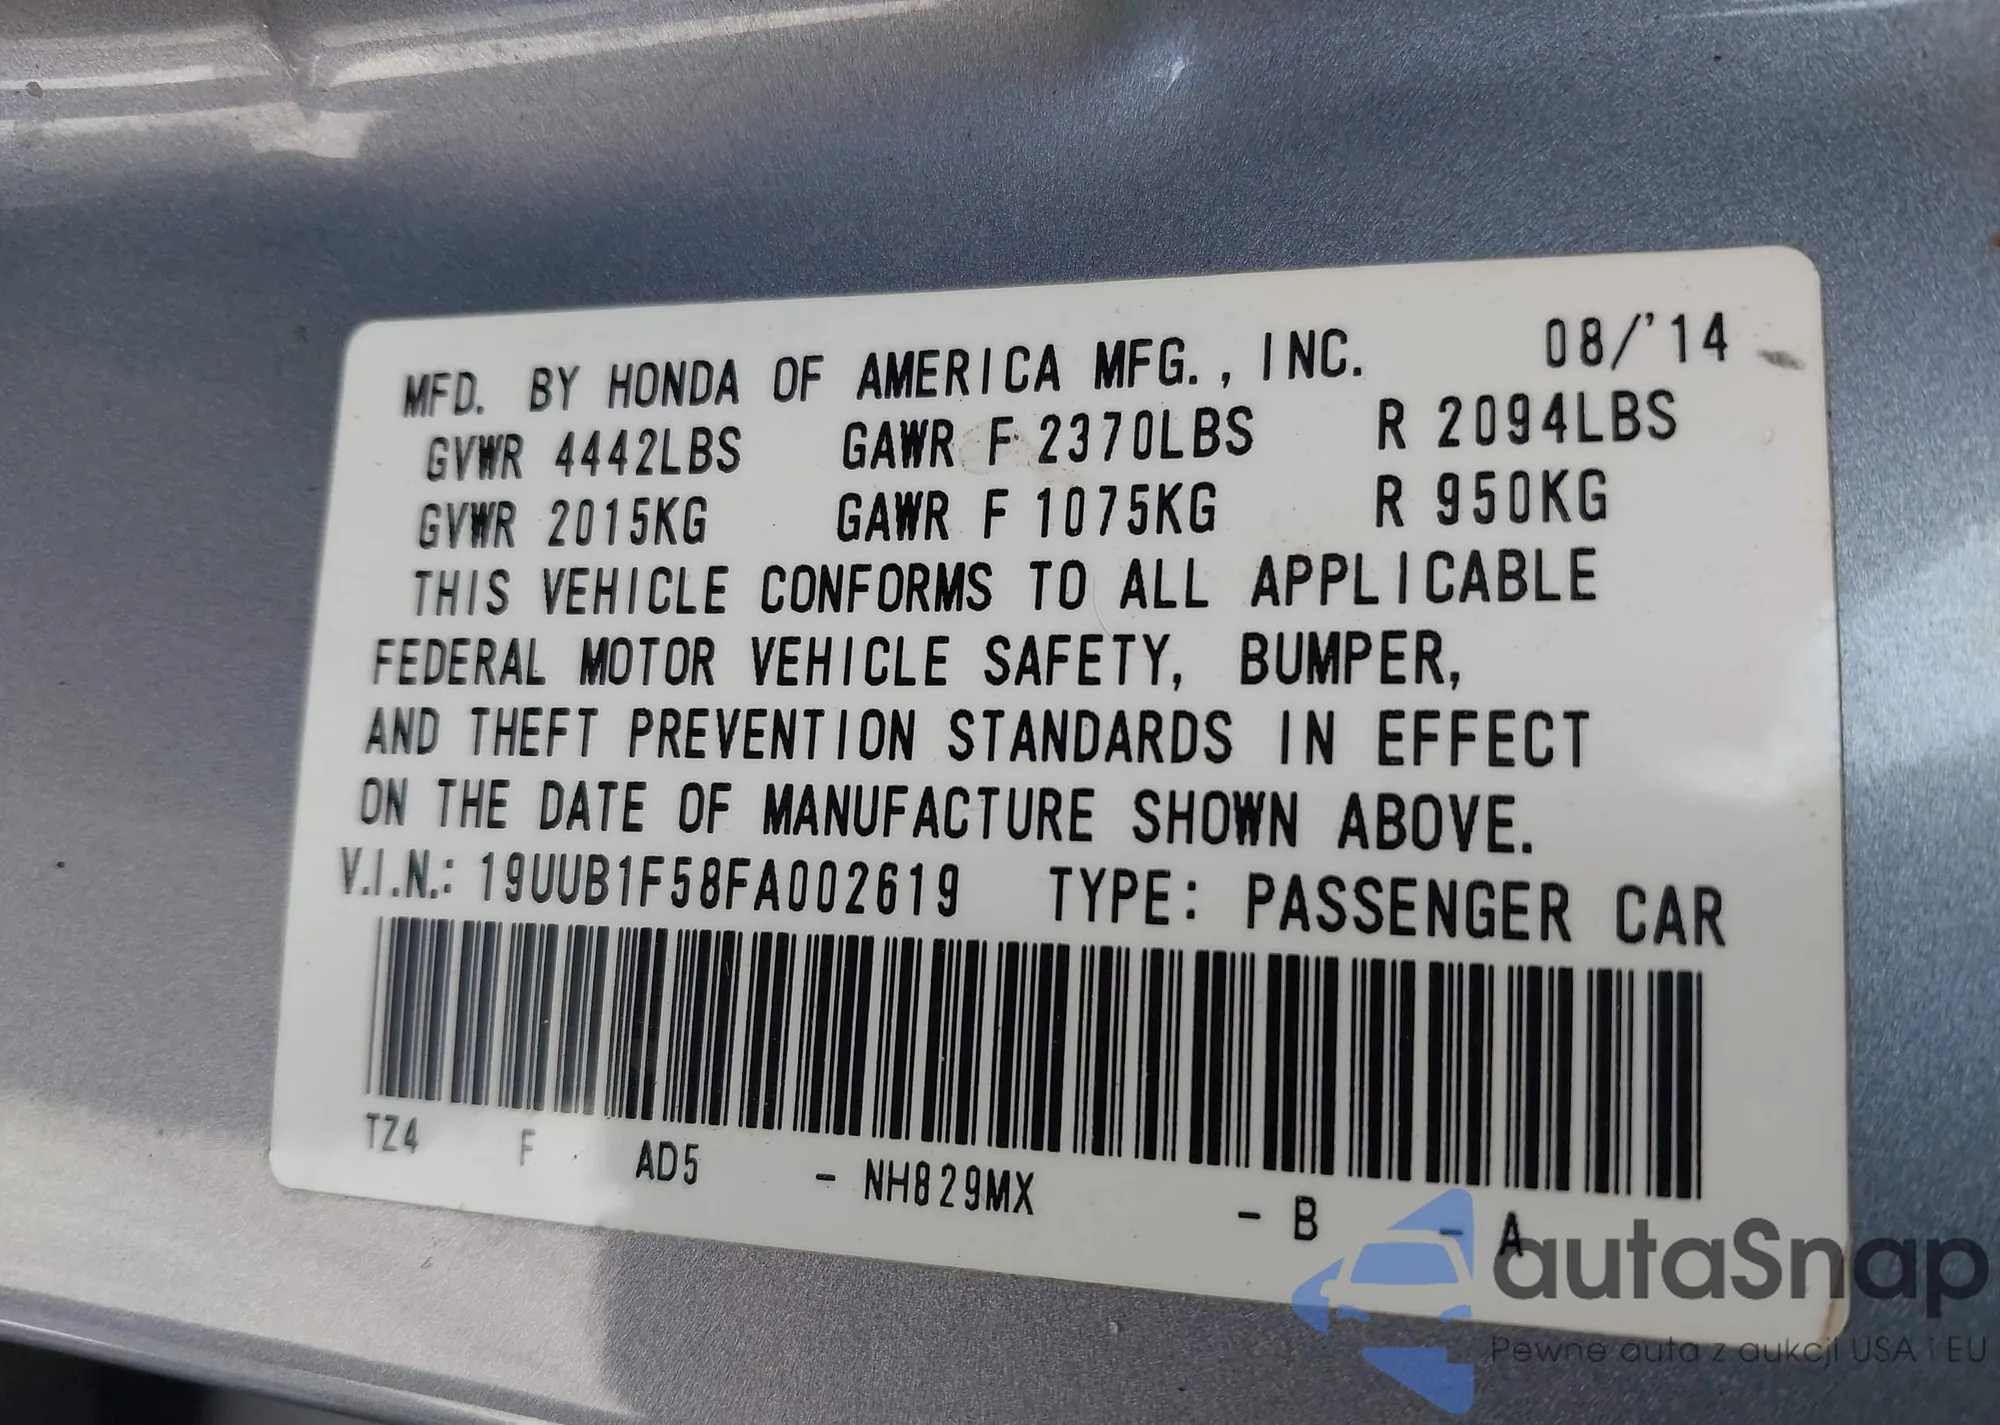 MFD. BY HONDA OF AMERICA MFG., INC. 08/'14
GVWR 4442LBS GAWR F 2370LBS R 2094LBS
GVWR 2015KG GAWR F 1075KG R 950KG
THIS VEHICLE CONFORMS TO ALL APPLICABLE
FEDERAL MOTOR VEHICLE SAFETY, BUMPER,
AND THEFT PREVENTION STANDARDS IN EFFECT
ON THE DATE OF MANUFACTURE SHOWN ABOVE.
V.I.N.: 19UUB1F58FA002619 TYPE: PASSENGER CAR
TZ4 F AD5 - NH829MX - B - A
autaSnap
Pewne auta z aukcji USA i EU